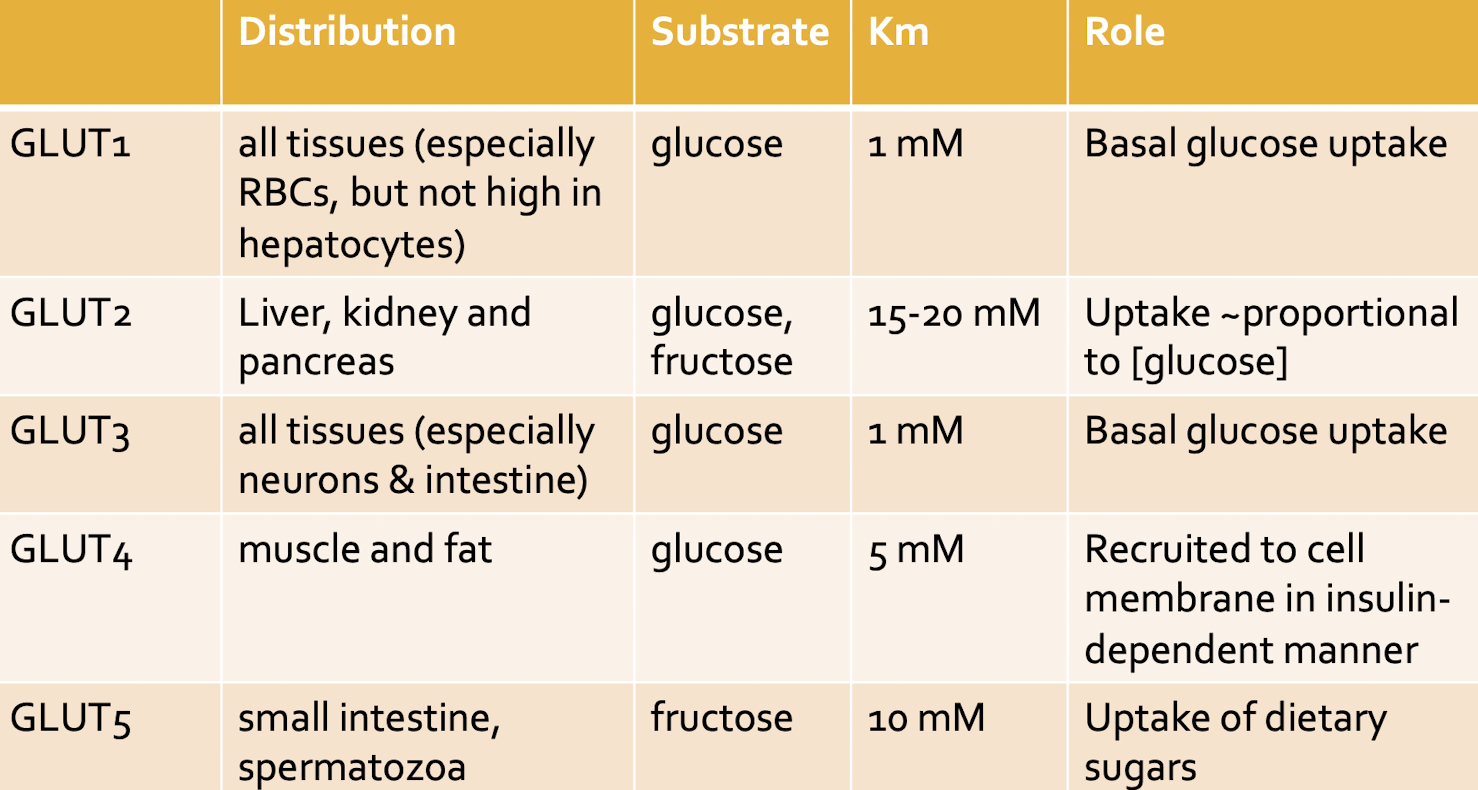 Distribution Substrate Km Role
GLUT1 all tissues (especially glucose 1 mM Basal glucose uptake
RBCs, but not high in
hepatocytes)
GLUT2 Liver, kidney and glucose, 15-20 mM Uptake ~proportional
pancreas fructose to [glucose]
GLUT3 all tissues (especially glucose 1 mM Basal glucose uptake
neurons & intestine)
GLUT4 muscle and fat glucose 5 mM Recruited to cell
membrane in insulin-
dependent manner
GLUT5 small intestine, fructose 10 mM Uptake of dietary
spermatozoa sugars